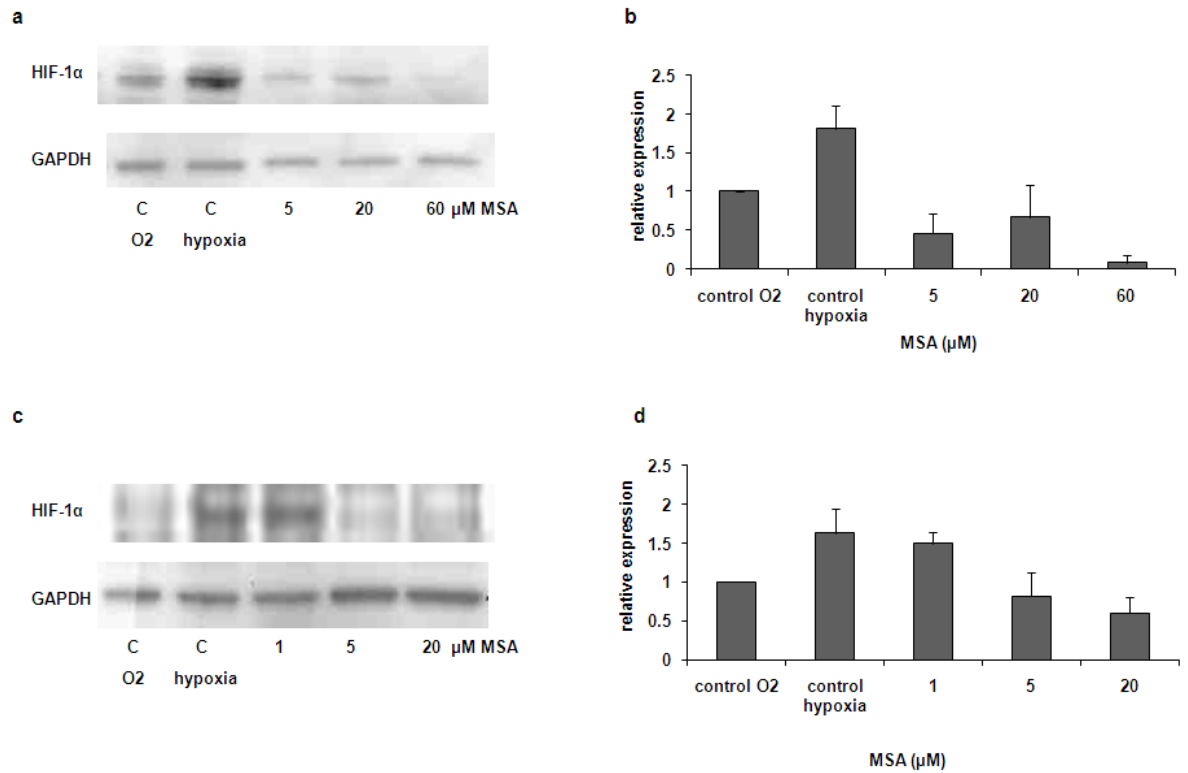 a
HIF-1α
GAPDH
C C 5 20 60 µM MSA
O2 hypoxia
b
relative expression
2.5
2
1.5
1
0.5
0
control O2 control hypoxia 5 20 60
MSA (µM)
c
HIF-1α
GAPDH
C C 1 5 20 µM MSA
O2 hypoxia
d
relative expression
2.5
2
1.5
1
0.5
0
control O2 control hypoxia 1 5 20
MSA (µM)